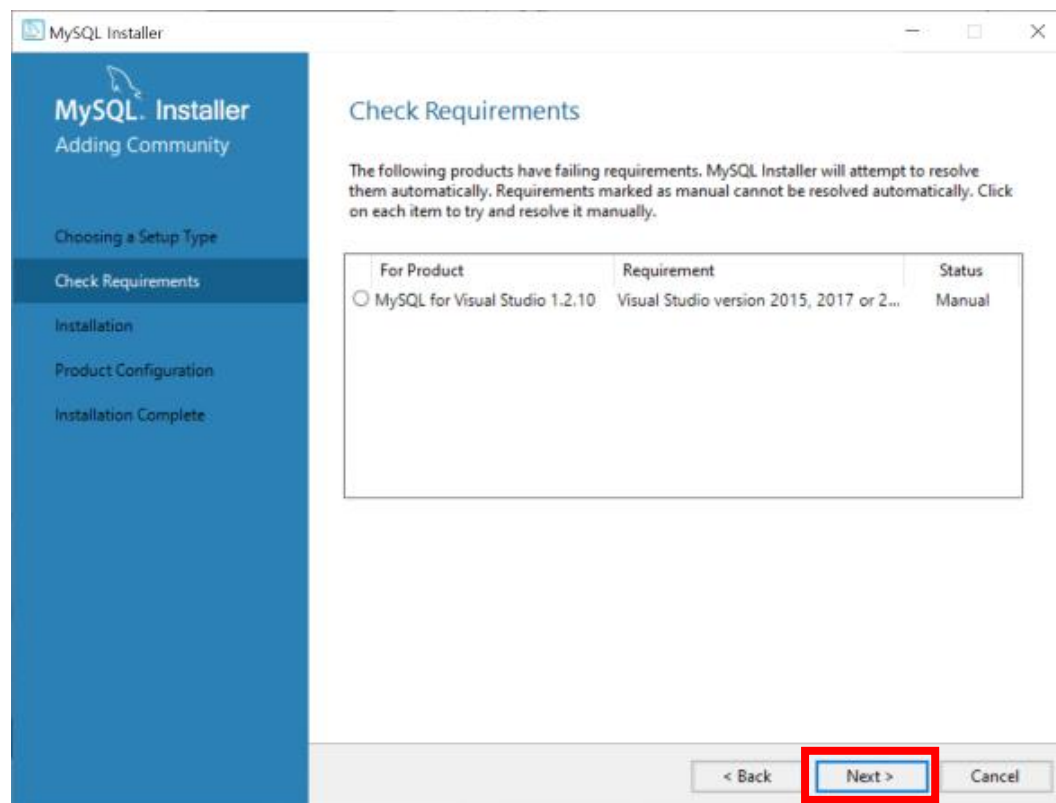 MySQL Installer
MySQL. Installer
Adding Community
Choosing a Setup Type
Check Requirements
Installation
Product Configuration
Installation Complete
Check Requirements
The following products have failing requirements. MySQL Installer will attempt to resolve
them automatically. Requirements marked as manual cannot be resolved automatically. Click
on each item to try and resolve it manually.
For Product Requirement Status
MySQL for Visual Studio 1.2.10 Visual Studio version 2015, 2017 or 2... Manual
< Back Next > Cancel